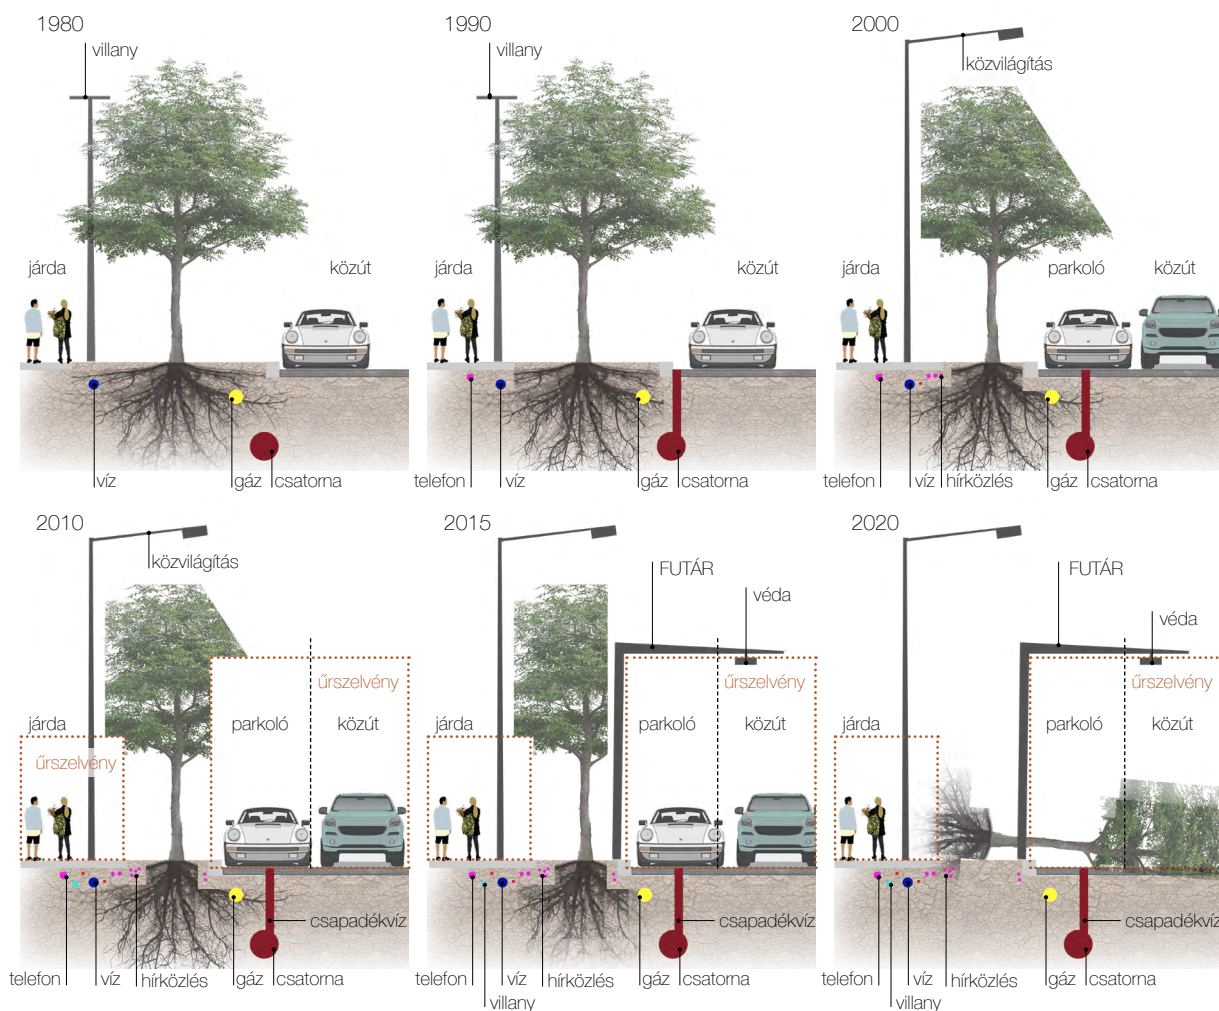 1980
villany
járda
közút
víz
gáz
csatorna
1990
villany
járda
közút
telefon
víz
gáz
csatorna
2000
közvilágítás
járda
parkoló
közút
telefon
víz
hírközlés
gáz
csatorna
2010
közvilágítás
űrszelvény
járda
parkoló
közút
űrszelvény
csapadékvíz
telefon
víz
hírközlés
gáz
csatorna
2015
FUTÁR
véda
űrszelvény
járda
parkoló
közút
csapadékvíz
telefon
víz
hírközlés
gáz
csatorna
villany
2020
FUTÁR
véda
űrszelvény
járda
parkoló
közút
csapadékvíz
telefon
víz
hírközlés
gáz
csatorna
villany